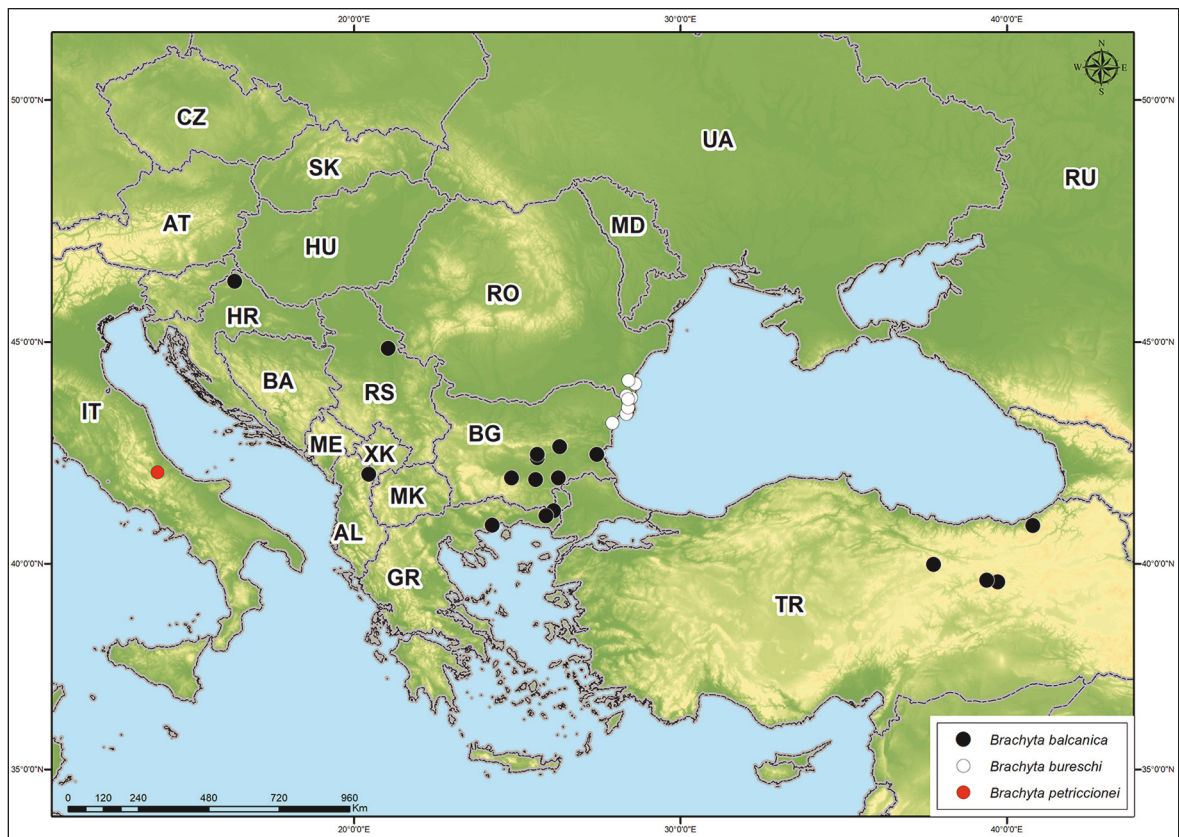 20°0'0"E 30°0'0"E 40°0'0"E
N
W E
S
50°0'0"N 50°0'0"N
CZ
UA
SK
RU
AT
MD
HU
RO
HR
45°0'0"N 45°0'0"N
BA
RS
IT
BG
ME
XK
MK
AL
40°0'0"N 40°0'0"N
GR
TR
Brachyta balcanica
Brachyta bureschi
35°0'0"N 35°0'0"N
Brachyta petriccionei
0 120 240 480 720 960
Km
20°0'0"E 30°0'0"E 40°0'0"E